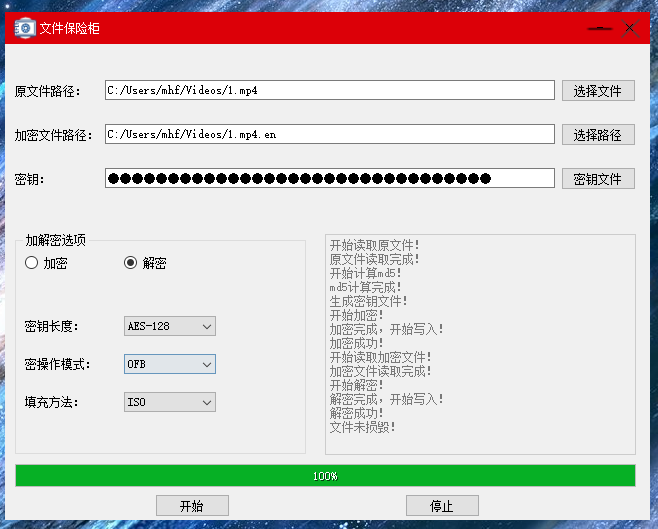 文件保险柜
原文件路径：
C:/Users/mhf/Videos/1.mp4
选择文件
加密文件路径：
C:/Users/mhf/Videos/1.mp4.en
选择路径
密钥：
●●●●●●●●●●●●●●●●●●●●●●●●●●●●●●●●
密钥文件
加解密选项
加密
解密
密钥长度：
AES-128
密操作模式：
OFB
填充方法：
ISO
开始读取原文件！
原文件读取完成！
开始计算md5！
md5计算完成！
生成密钥文件！
开始加密！
加密完成，开始写入！
加密成功！
开始读取加密文件！
加密文件读取完成！
开始解密！
解密完成，开始写入！
解密成功！
文件未损毁！
100%
开始
停止